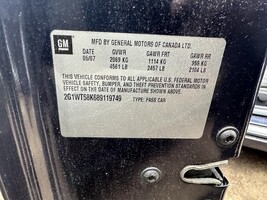 GM
MFD BY GENERAL MOTORS OF CANADA LTD.
DATE GVWR GAWR FRT GAWR RR
05/07 2069 KG 1114 KG 955 KG
4561 LB 2457 LB 2104 LB
THIS VEHICLE CONFORMS TO ALL APPLICABLE U.S. FEDERAL MOTOR
VEHICLE SAFETY, BUMPER, AND THEFT PREVENTION STANDARDS IN
EFFECT ON THE DATE OF MANUFACTURE SHOWN ABOVE.
2G1WT58K689119749 TYPE: PASS CAR